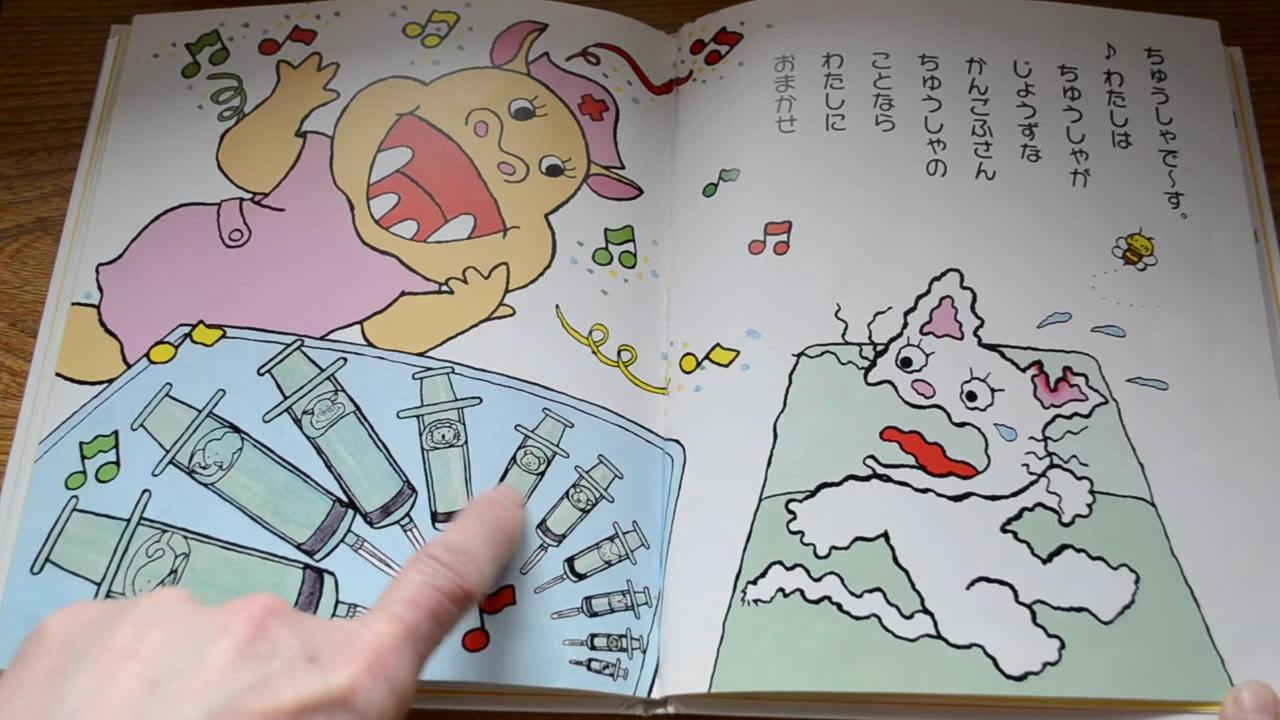 ちゅうしゃで〜す。
♪わたしは
ちゅうしゃが
じょうずな
かんごふさん
ちゅうしゃの
ことなら
わたしに
おまかせ